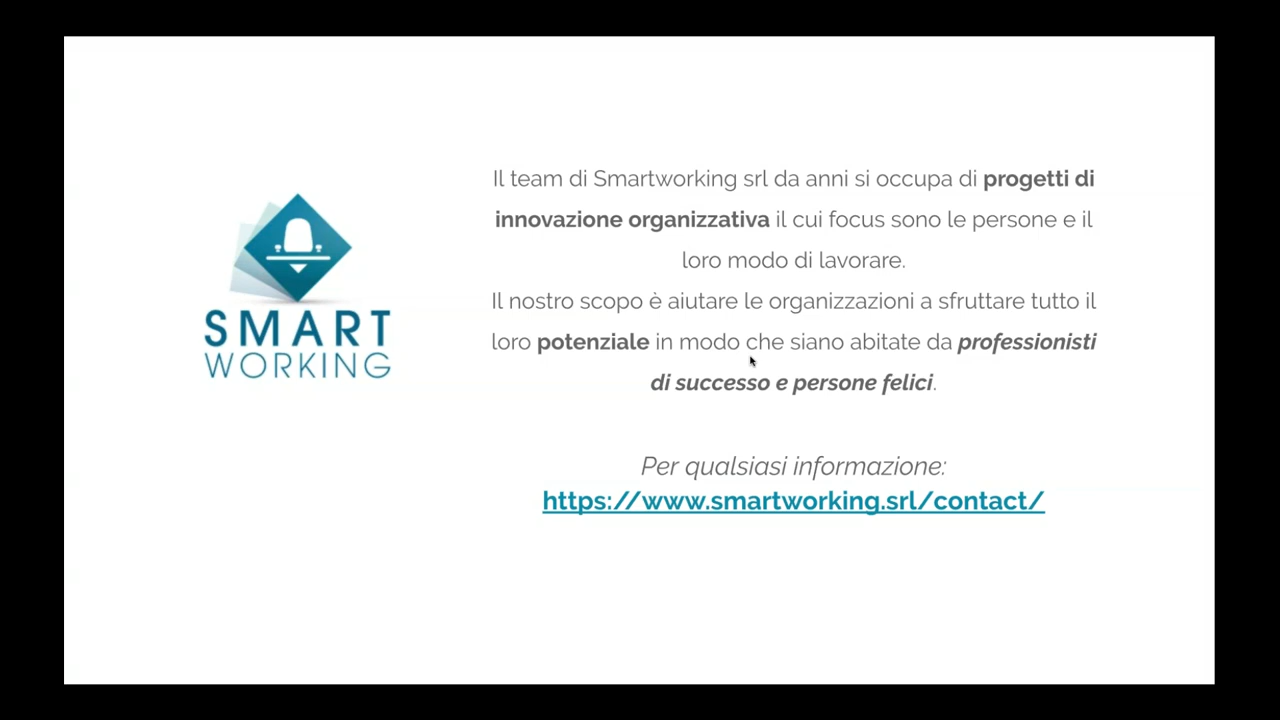 SMART
WORKING
Il team di Smartworking srl da anni si occupa di progetti di
innovazione organizzativa il cui focus sono le persone e il
loro modo di lavorare.
Il nostro scopo è aiutare le organizzazioni a sfruttare tutto il
loro potenziale in modo che siano abitate da professionisti
di successo e persone felici.
Per qualsiasi informazione:
https://www.smartworking.srl/contact/